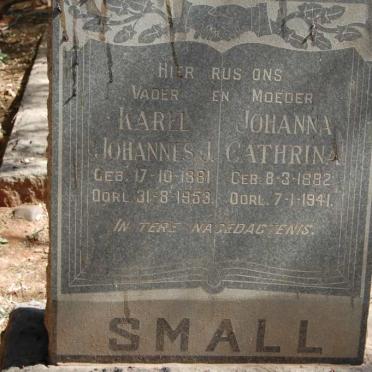 HIER RUS ONS
VADER EN MOEDER
KAREL JOHANNA
JOHANNES J. CATHRINA
GEB. 17-10-1881 GEB. 8-3-1882
OORL. 31-8-1953. OORL. 7-1-1941.
IN TERE NAGEDAGTENIS.
SMALL